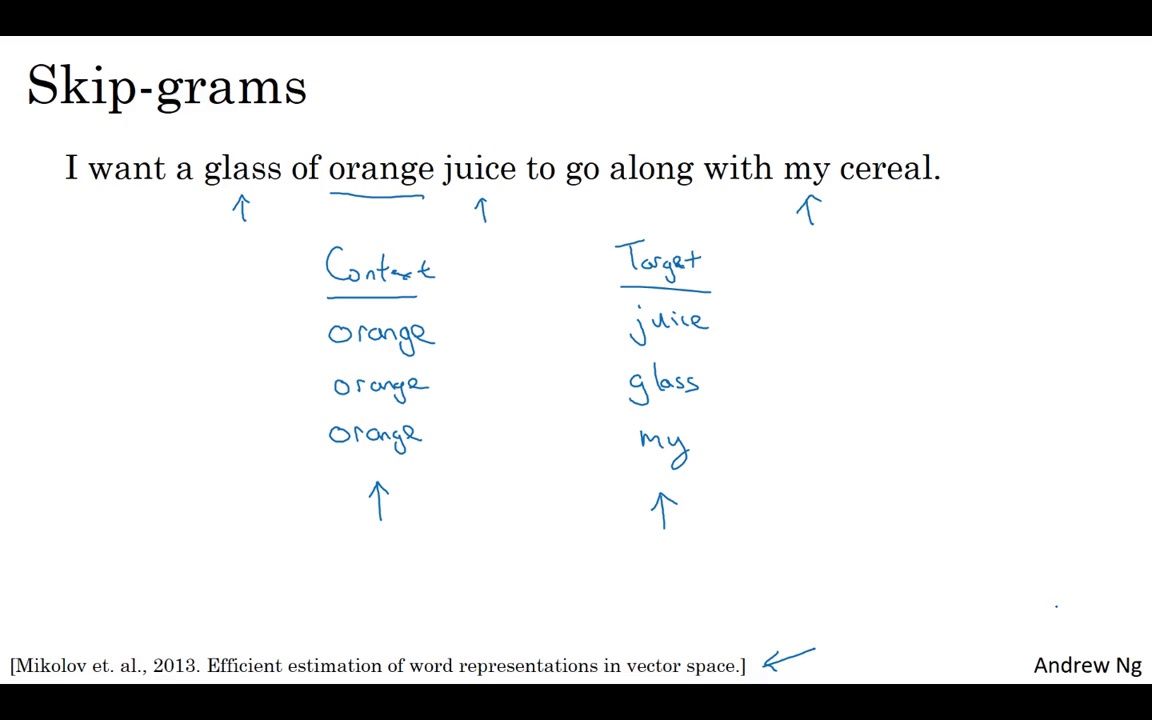 Skip-grams
I want a glass of orange juice to go along with my cereal.
Context Target
orange juice
orange glass
orange my
[Mikolov et. al., 2013. Efficient estimation of word representations in vector space.]
Andrew Ng